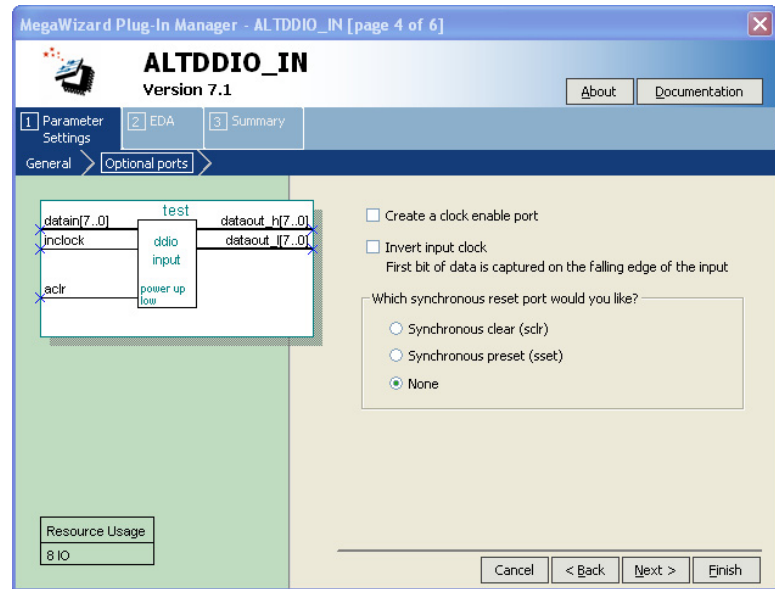 MegaWizard Plug-In Manager - ALTDDIO_IN [page 4 of 6]
ALTDDIO_IN
Version 7.1
About
Documentation
1 Parameter Settings
2 EDA
3 Summary
General
Optional ports
test
datain[7..0]
dataout_h[7..0]
inclock
ddio
dataout_l[7..0]
input
aclr
power up
low
Resource Usage
8 IO
Create a clock enable port
Invert input clock
First bit of data is captured on the falling edge of the input
Which synchronous reset port would you like?
Synchronous clear (sclr)
Synchronous preset (sset)
None
Cancel
< Back
Next >
Finish